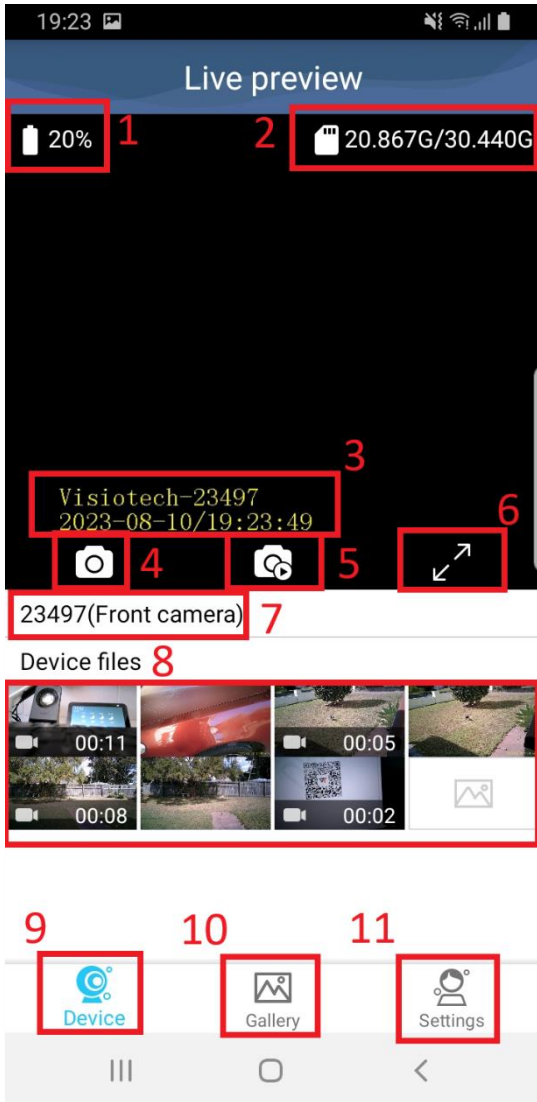 19:23
Live preview
20% 1 2 20.867G/30.440G
3
Visiotech-23497
2023-08-10/19:23:49
6
4 5
23497(Front camera) 7
Device files 8
00:11 00:05
00:08 00:02
9 10 11
Device Gallery Settings